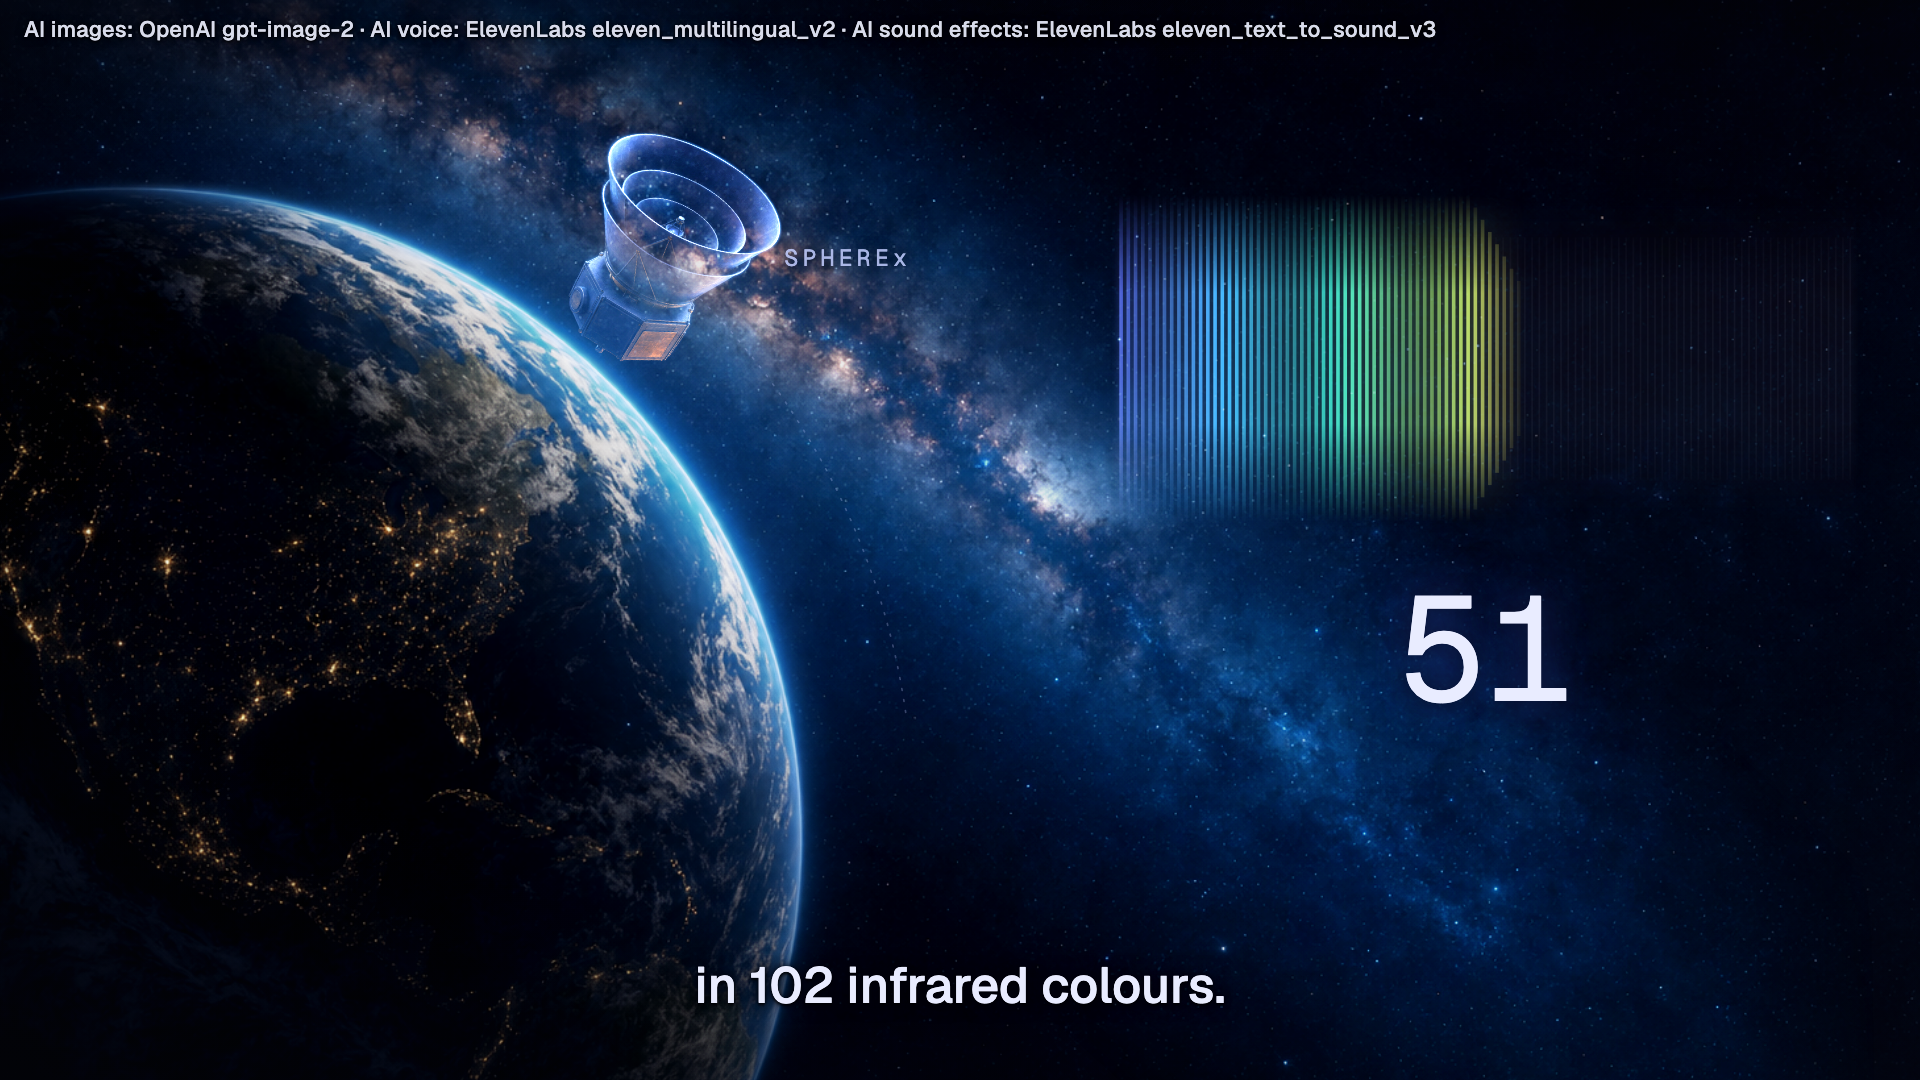 AI images: OpenAI gpt-image-2 · AI voice: ElevenLabs eleven_multilingual_v2 · AI sound effects: ElevenLabs eleven_text_to_sound_v3
SPHEREx
51
in 102 infrared colours.